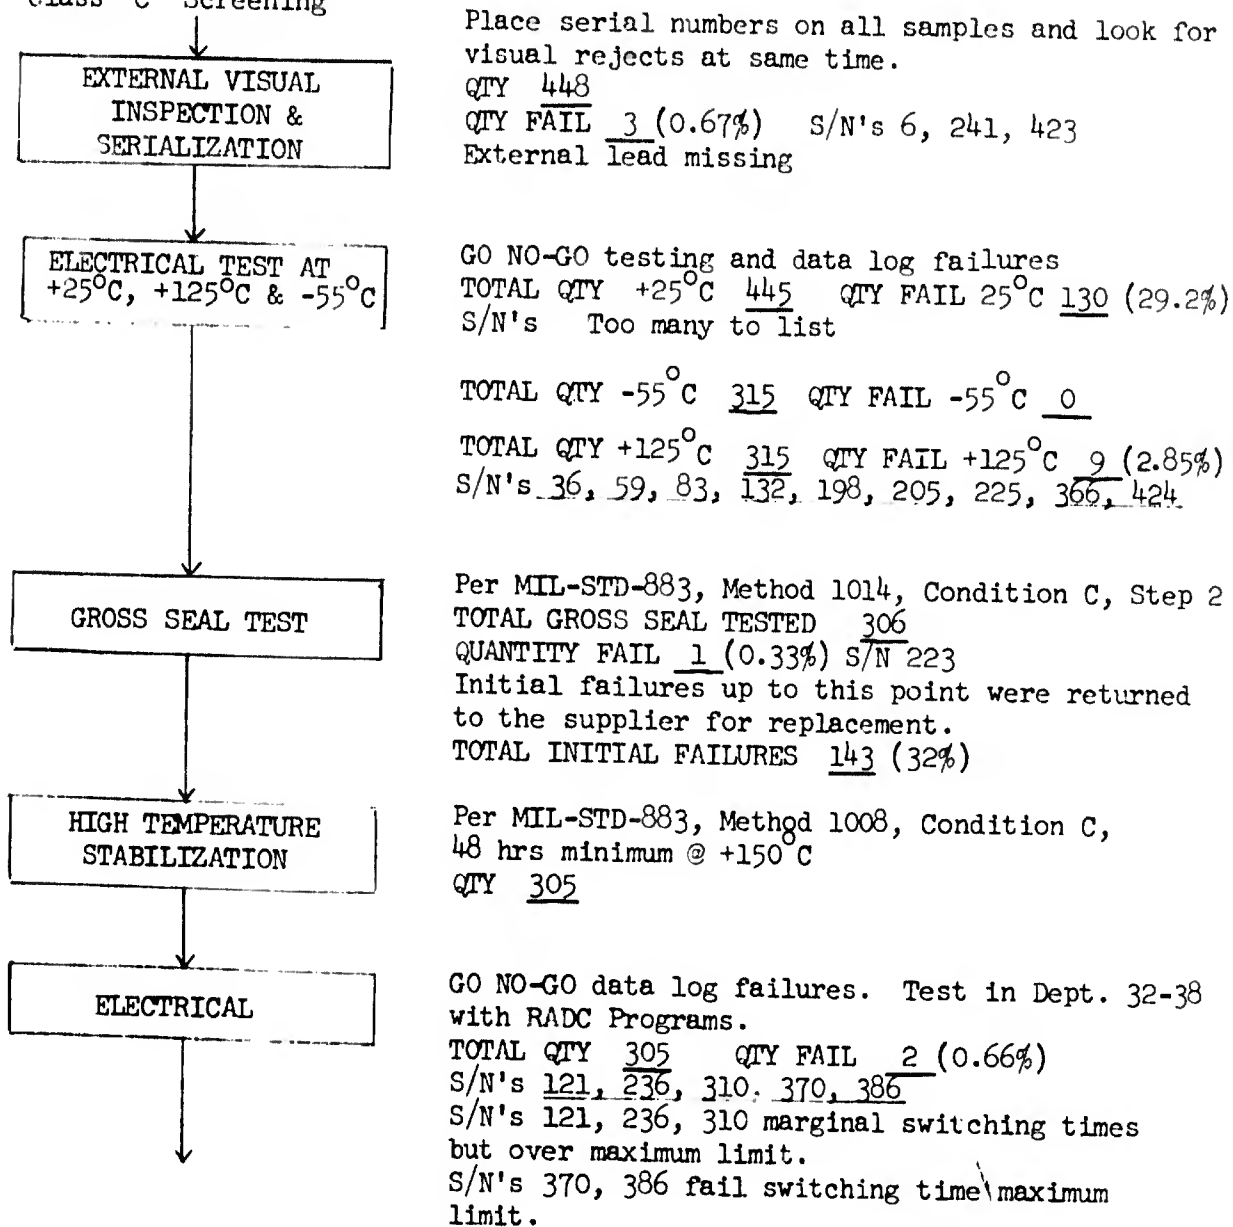 Class C Screening
EXTERNAL VISUAL
INSPECTION &
SERIALIZATION
Place serial numbers on all samples and look for
visual rejects at same time.
QTY 448
QTY FAIL 3 (0.67%) S/N's 6, 241, 423
External lead missing
ELECTRICAL TEST AT
+25°C, +125°C & -55°C
GO NO-GO testing and data log failures
TOTAL QTY +25°C 445 QTY FAIL 25°C 130 (29.2%)
S/N's Too many to list
TOTAL QTY -55°C 315 QTY FAIL -55°C 0
TOTAL QTY +125°C 315 QTY FAIL +125°C 9 (2.85%)
S/N's 36, 59, 83, 132, 198, 205, 225, 366, 424
GROSS SEAL TEST
Per MIL-STD-883, Method 1014, Condition C, Step 2
TOTAL GROSS SEAL TESTED 306
QUANTITY FAIL 1 (0.33%) S/N 223
Initial failures up to this point were returned
to the supplier for replacement.
TOTAL INITIAL FAILURES 143 (32%)
HIGH TEMPERATURE
STABILIZATION
Per MIL-STD-883, Method 1008, Condition C,
48 hrs minimum @ +150°C
QTY 305
ELECTRICAL
GO NO-GO data log failures. Test in Dept. 32-38
with RADC Programs.
TOTAL QTY 305 QTY FAIL 2 (0.66%)
S/N's 121, 236, 310. 370, 386
S/N's 121, 236, 310 marginal switching times
but over maximum limit.
S/N's 370, 386 fail switching time maximum
limit.